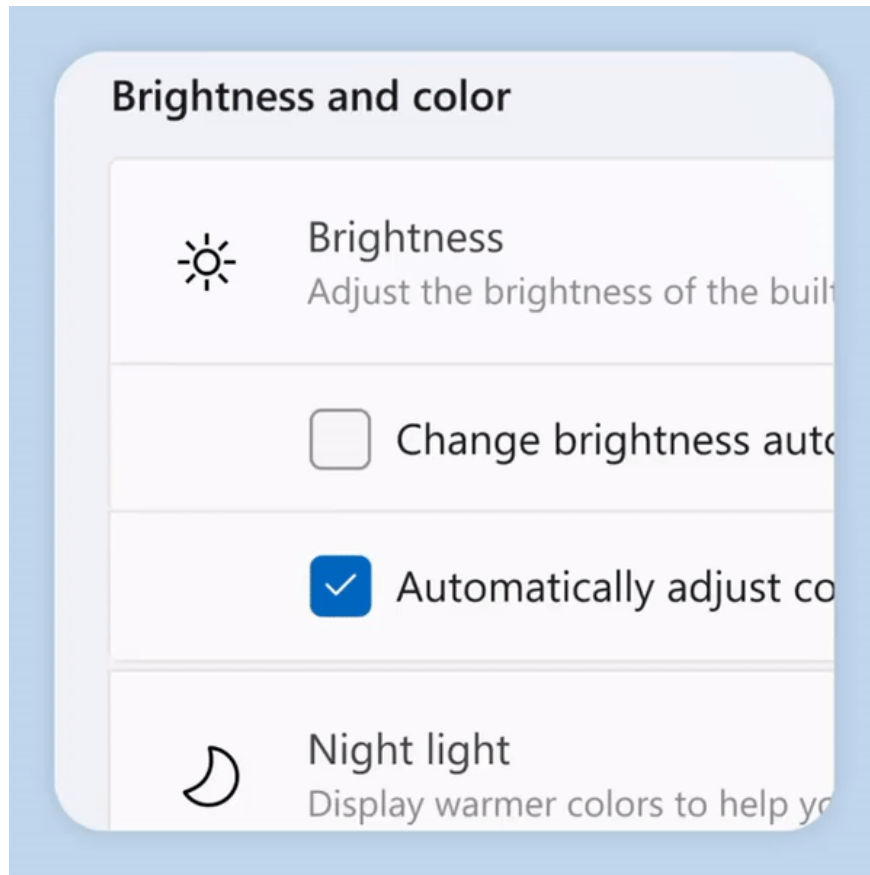 Brightness and color
Brightness
Adjust the brightness of the built
Change brightness auto
Automatically adjust co
Night light
Display warmer colors to help yo